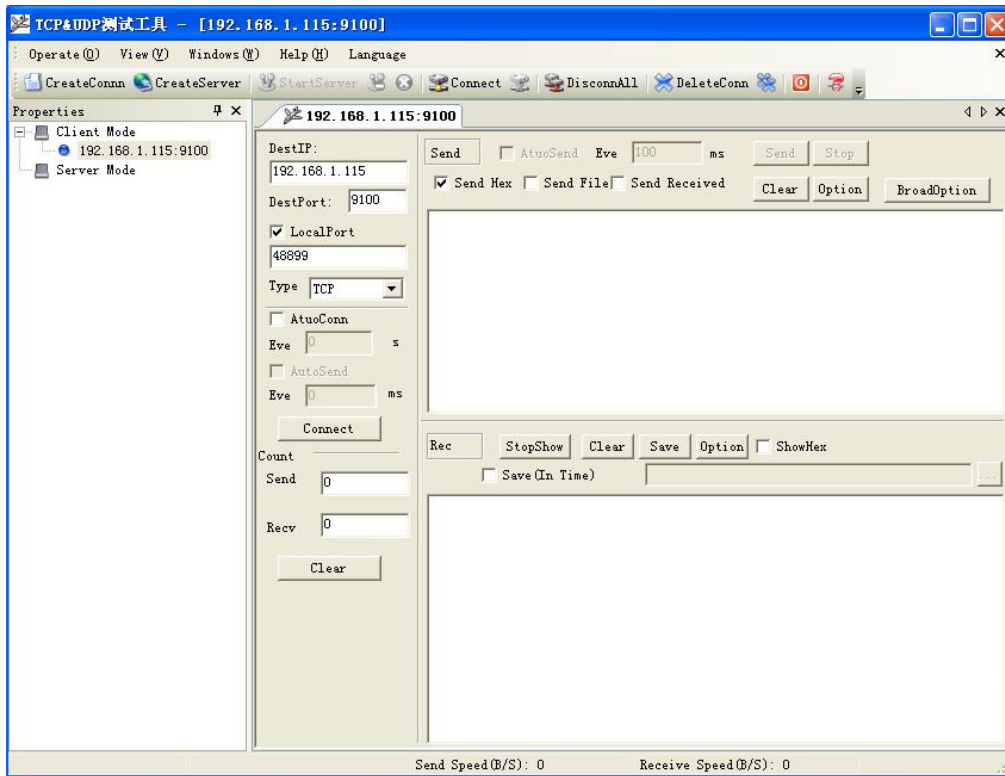 TCP&UDP测试工具 - [192.168.1.115:9100]
Operate(O) View(V) Windows(W) Help(H) Language
CreateConnn CreateServer StartServer Connect DisconnAll DeleteConn
Properties
192.168.1.115:9100
Client Mode
192.168.1.115:9100
Server Mode
DestIP:
192.168.1.115
DestPort: 9100
LocalPort
48899
Type TCP
AtuoConn
Eve 0 s
AutoSend
Eve 0 ms
Connect
Count
Send 0
Recv 0
Clear
Send AtuoSend Eve 100 ms Send Stop
Send Hex Send File Send Received Clear Option BroadOption
Rec StopShow Clear Save Option ShowHex
Save(In Time) ...
Send Speed(B/S): 0 Receive Speed(B/S): 0